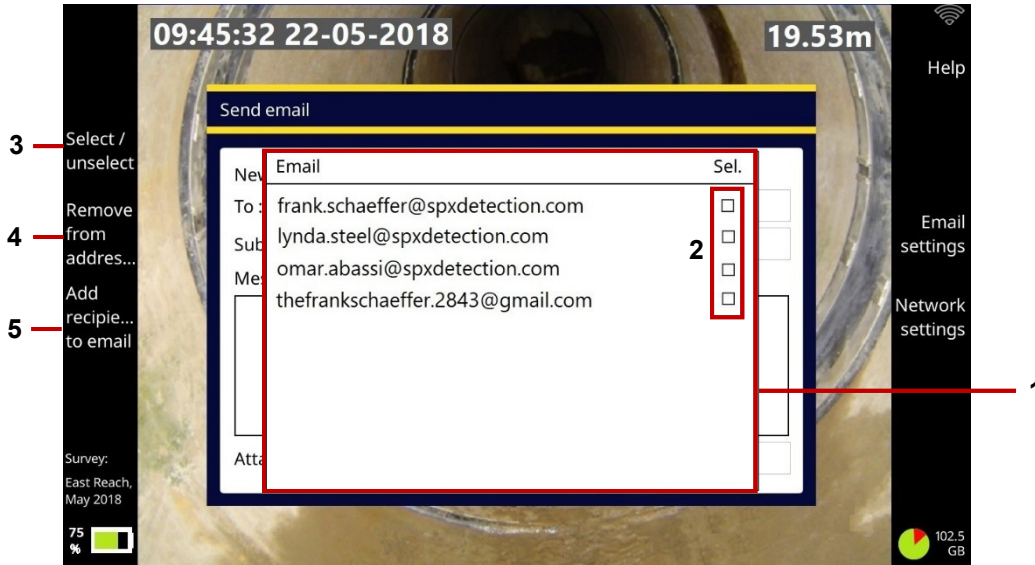 09:45:32 22-05-2018
19.53m
Help
Send email
3
Select /
unselect
Email
Sel.
To :
frank.schaeffer@spxdetection.com
Remove
4
from
addres...
lynda.steel@spxdetection.com
2
Email
settings
omar.abassi@spxdetection.com
thefrankschaeffer.2843@gmail.com
Add
recipie...
5
to email
Network
settings
1
Survey:
East Reach,
May 2018
75
%
102.5
GB